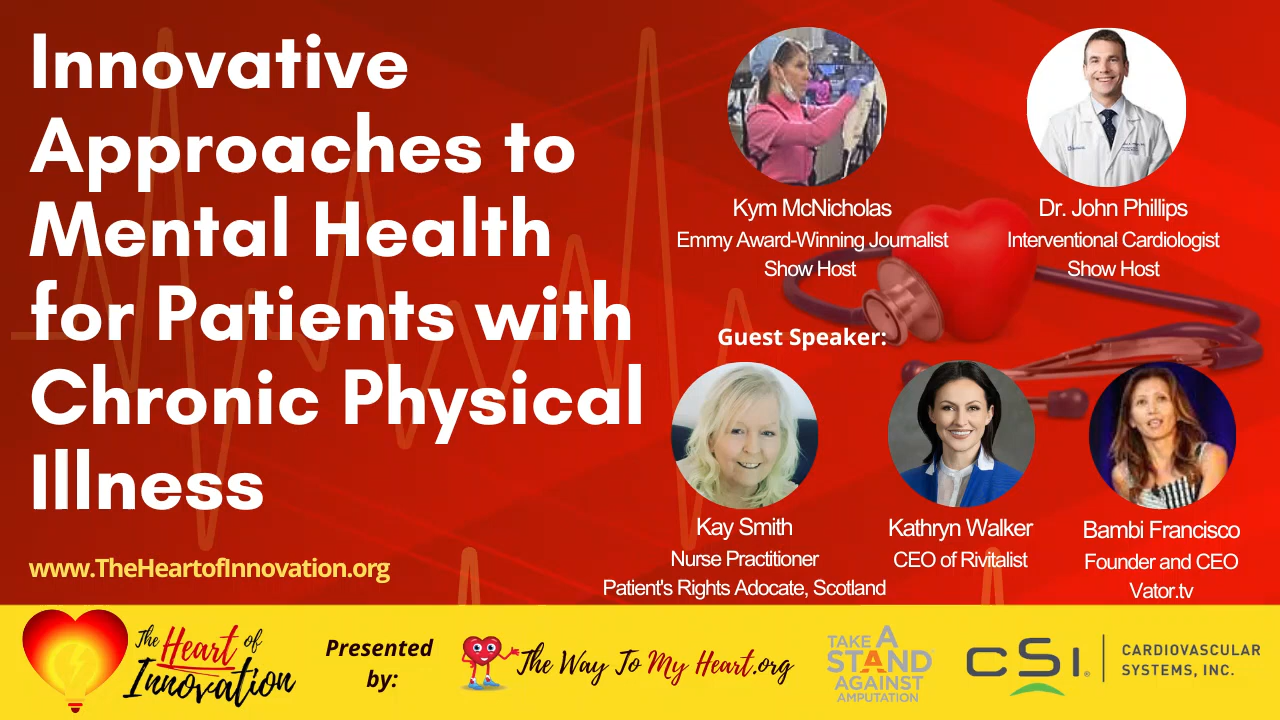 Innovative
Approaches to
Mental Health
for Patients with
Chronic Physical
Illness
www.TheHeartofInnovation.org
Kym McNicholas
Emmy Award-Winning Journalist
Show Host
Dr. John Phillips
Interventional Cardiologist
Show Host
Guest Speaker:
Kay Smith
Nurse Practitioner
Patient's Rights Adocate, Scotland
Kathryn Walker
CEO of Rivitalist
Bambi Francisco
Founder and CEO
Vator.tv
The Heart of
Innovation
Presented
by:
The Way To My Heart.org
TAKE A
STAND
AGAINST
AMPUTATION
CSi.®
CARDIOVASCULAR
SYSTEMS, INC.